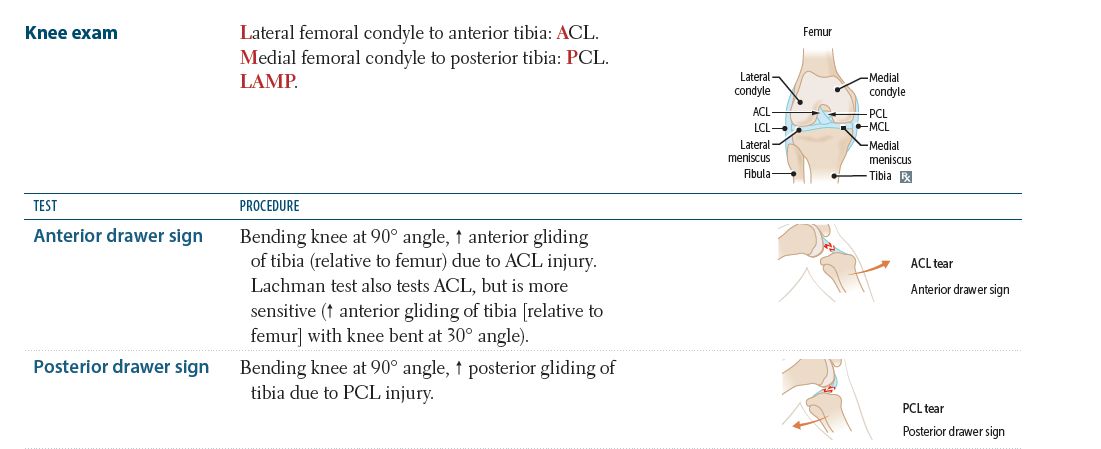 Knee exam
Lateral femoral condyle to anterior tibia: ACL.
Medial femoral condyle to posterior tibia: PCL.
LAMP.
Femur
Lateral
condyle
Medial
condyle
ACL
PCL
LCL
MCL
Lateral
meniscus
Medial
meniscus
Fibula
Tibia
Rx
TEST
PROCEDURE
Anterior drawer sign
Bending knee at 90° angle, ↑ anterior gliding
of tibia (relative to femur) due to ACL injury.
Lachman test also tests ACL, but is more
sensitive (↑ anterior gliding of tibia [relative to
femur] with knee bent at 30° angle).
ACL tear
Anterior drawer sign
Posterior drawer sign
Bending knee at 90° angle, ↑ posterior gliding of
tibia due to PCL injury.
PCL tear
Posterior drawer sign